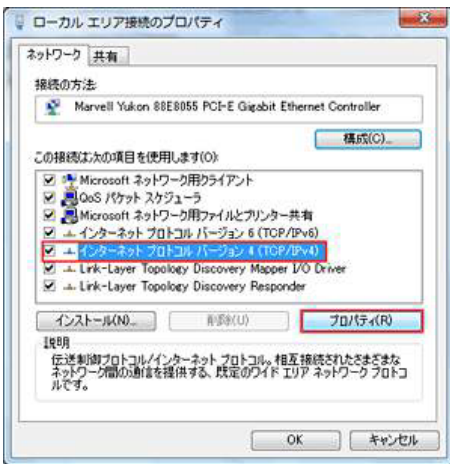 ローカル エリア接続のプロパティ
ネットワーク 共有
接続の方法:
Marvell Yukon 88E8055 PCI-E Gigabit Ethernet Controller
構成(C)...
この接続は次の項目を使用します(O):
Microsoft ネットワーク用クライアント
QoS パケット スケジューラ
Microsoft ネットワーク用ファイルとプリンター共有
インターネット プロトコル バージョン 6 (TCP/IPv6)
インターネット プロトコル バージョン 4 (TCP/IPv4)
Link-Layer Topology Discovery Mapper I/O Driver
Link-Layer Topology Discovery Responder
インストール(N)... 削除(U) プロパティ(R)
説明
伝送制御プロトコル/インターネット プロトコル。相互接続されたさまざまな
ネットワーク間の通信を提供する、既定のワイド エリア ネットワーク プロトコ
ルです。
OK キャンセル